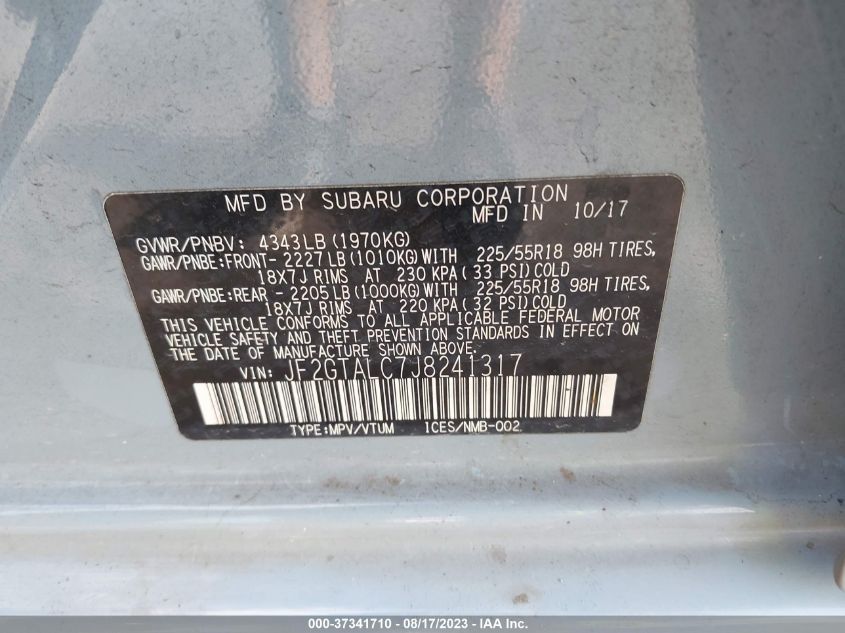 MFD BY SUBARU CORPORATION
MFD IN 10/17
GVWR/PNBV: 4343LB(1970KG)
GAWR/PNBE:FRONT- 2227LB(1010KG)WITH 225/55R18 98H TIRES,
18X7J RIMS AT 230 KPA(33 PSI)COLD
GAWR/PNBE:REAR - 2205LB(1000KG)WITH 225/55R18 98H TIRES,
18X7J RIMS AT 220 KPA(32 PSI)COLD
THIS VEHICLE CONFORMS TO ALL APPLICABLE FEDERAL MOTOR
VEHICLE SAFETY AND THEFT PREVENTION STANDARDS IN EFFECT ON
THE DATE OF MANUFACTURE SHOWN ABOVE.
VIN: JF2GTALC7J8241317
TYPE:MPV/VTUM ICES/NMB-002
000-37341710 - 08/17/2023 - IAA Inc.